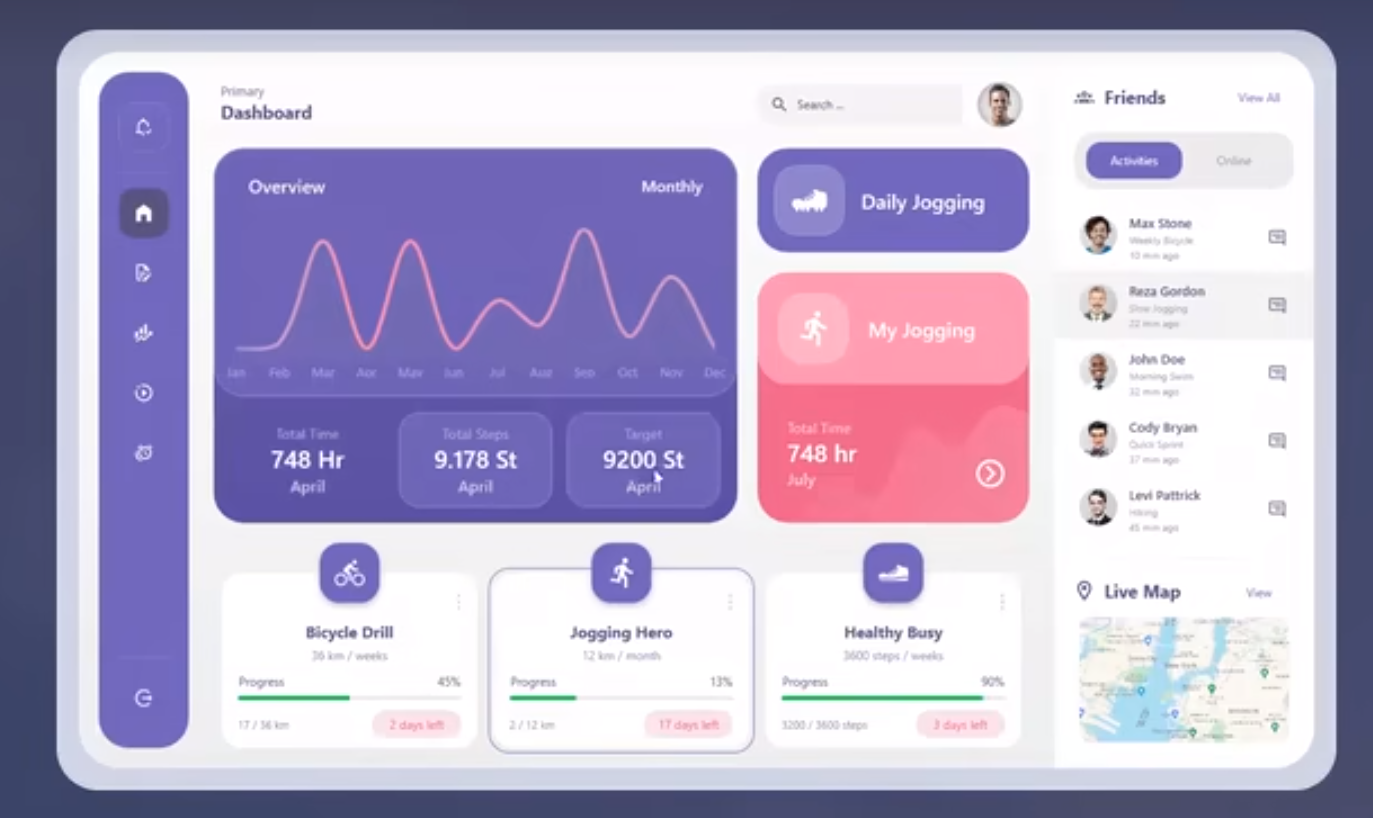 Primary
Dashboard
Search ...
Overview
Monthly
Jan Feb Mar Apr May Jun Jul Aug Sep Oct Nov Dec
Total Time
748 Hr
April
Total Steps
9.178 St
April
Target
9200 St
April
Daily Jogging
My Jogging
Total Time
748 hr
July
Bicycle Drill
36 km / weeks
Progress 45%
17 / 36 km
2 days left
Jogging Hero
12 km / month
Progress 13%
2 / 12 km
17 days left
Healthy Busy
3600 steps / weeks
Progress 90%
3200 / 3600 steps
3 days left
Friends
View All
Activities
Online
Max Stone
Weekly Bicycle
10 min ago
Reza Gordon
Slow Jogging
22 min ago
John Doe
Morning Swim
32 min ago
Cody Bryan
Quick Sprint
37 min ago
Levi Pattrick
Hiking
45 min ago
Live Map
View
New York